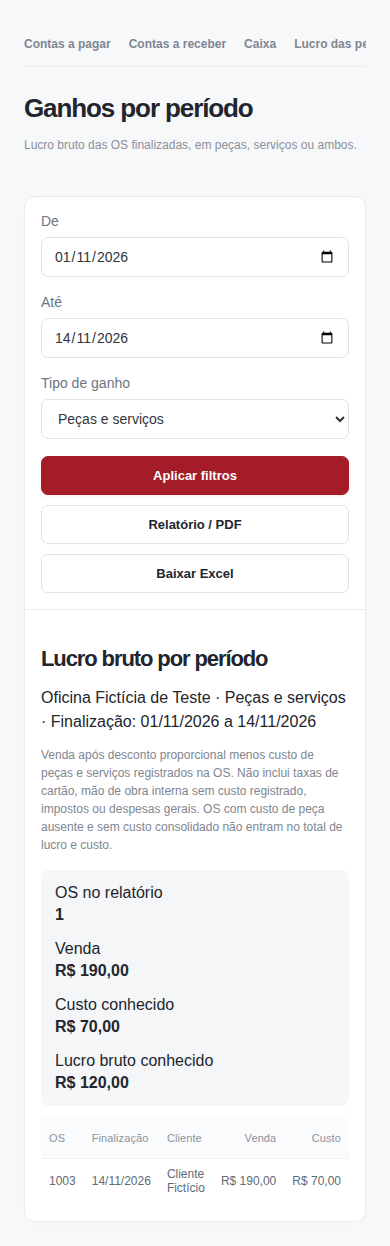 Contas a pagar Contas a receber Caixa Lucro das pe
Ganhos por período
Lucro bruto das OS finalizadas, em peças, serviços ou ambos.
De
01/11/2026
Até
14/11/2026
Tipo de ganho
Peças e serviços
Aplicar filtros
Relatório / PDF
Baixar Excel
Lucro bruto por período
Oficina Fictícia de Teste · Peças e serviços
· Finalização: 01/11/2026 a 14/11/2026
Venda após desconto proporcional menos custo de
peças e serviços registrados na OS. Não inclui taxas de
cartão, mão de obra interna sem custo registrado,
impostos ou despesas gerais. OS com custo de peça
ausente e sem custo consolidado não entram no total de
lucro e custo.
OS no relatório
1
Venda
R$ 190,00
Custo conhecido
R$ 70,00
Lucro bruto conhecido
R$ 120,00
OS Finalização Cliente Venda Custo
1003 14/11/2026 Cliente Fictício R$ 190,00 R$ 70,00